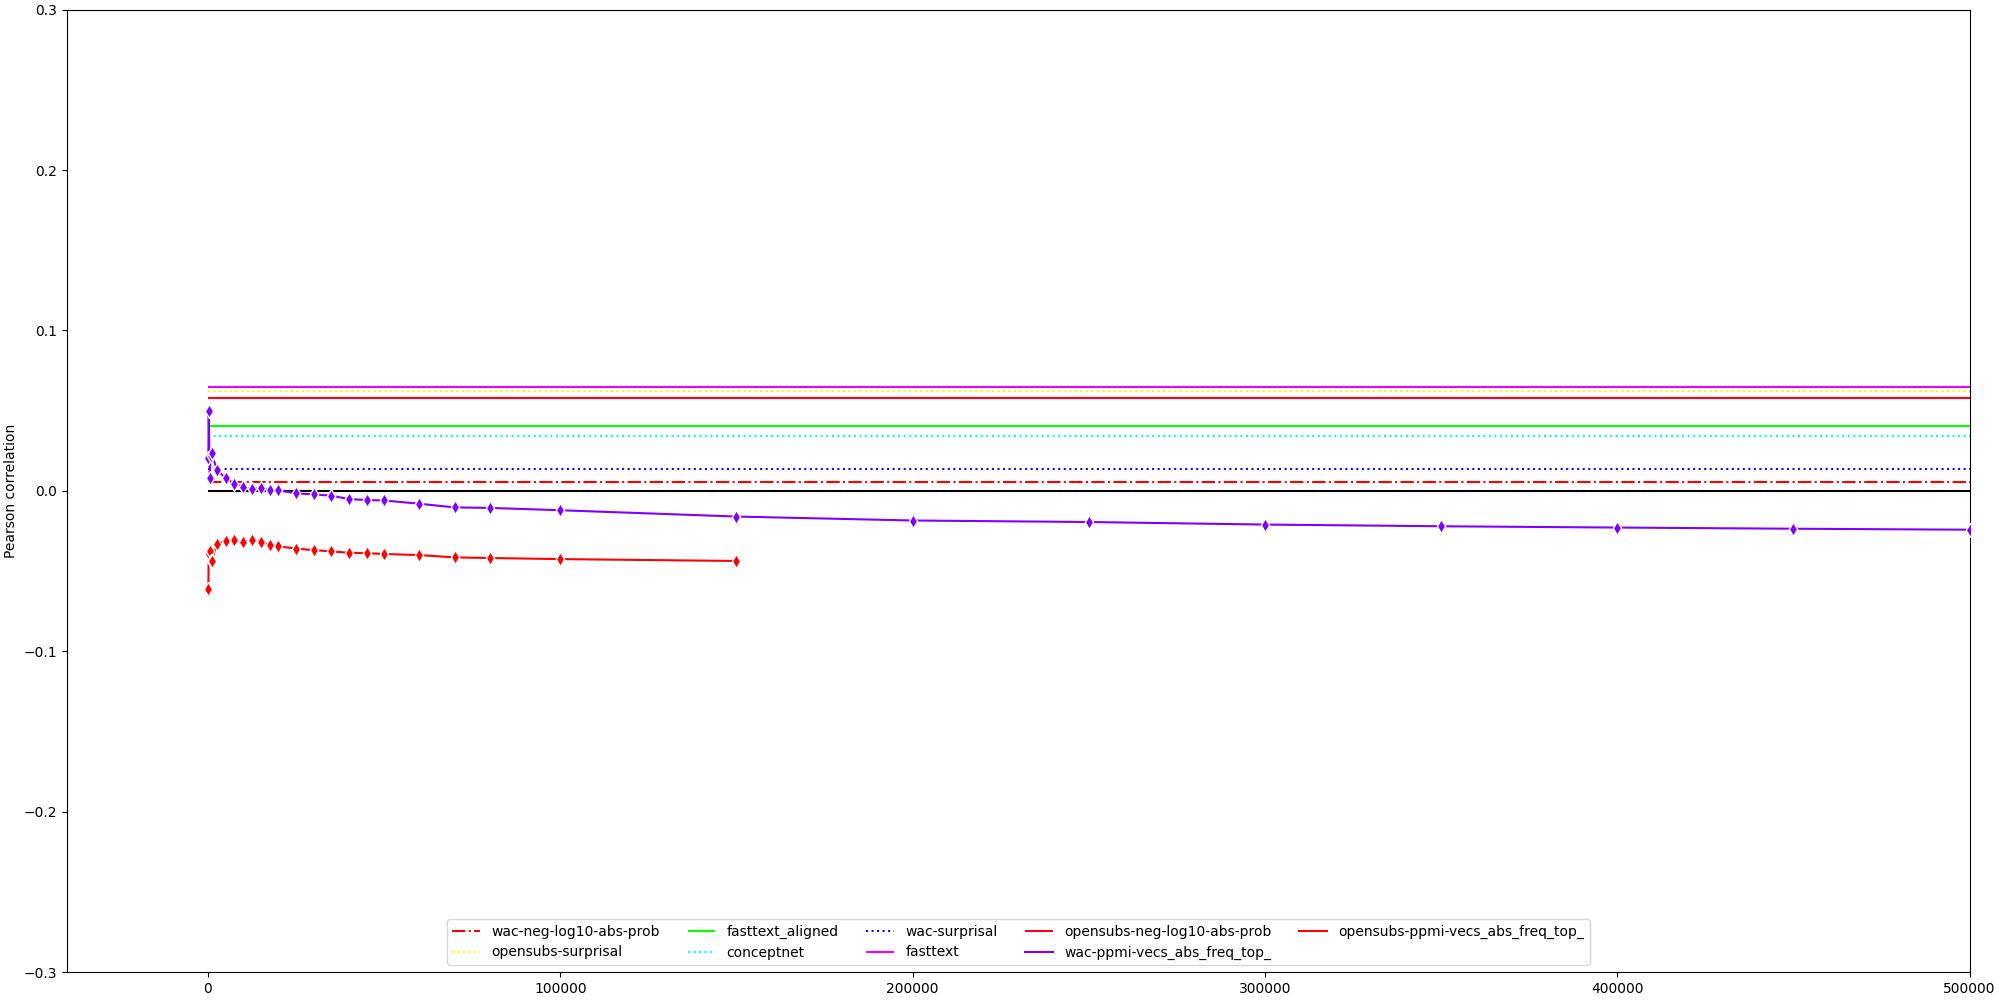 0.3
0.2
0.1
0.0
−0.1
−0.2
−0.3
Pearson correlation
wac-neg-log10-abs-prob
opensubs-surprisal
fasttext_aligned
conceptnet
wac-surprisal
fasttext
opensubs-neg-log10-abs-prob
wac-ppmi-vecs_abs_freq_top_
opensubs-ppmi-vecs_abs_freq_top_
0 100000 200000 300000 400000 500000